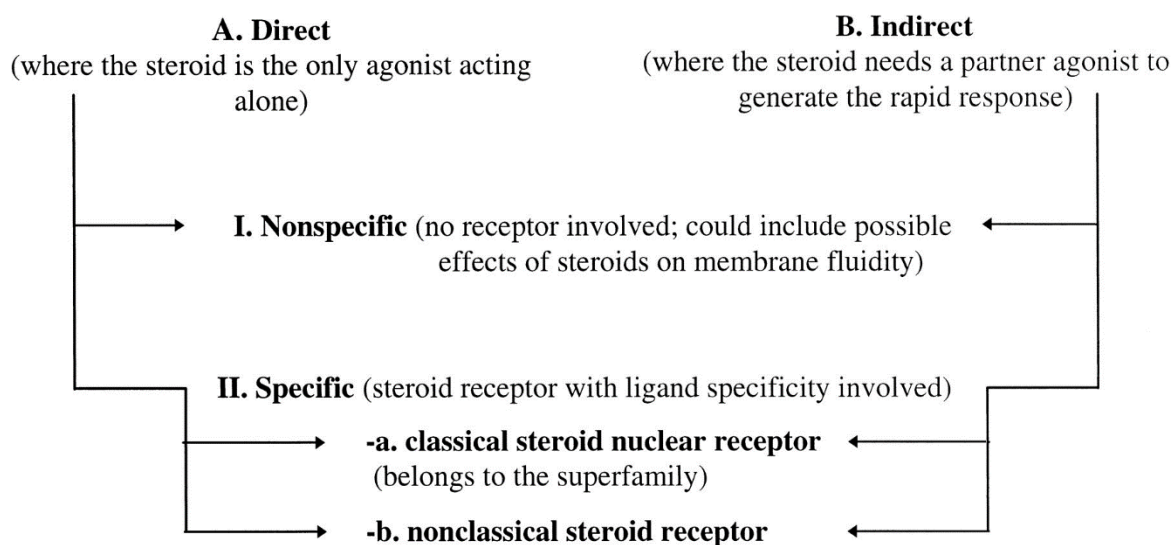 A. Direct
(where the steroid is the only agonist acting
alone)
B. Indirect
(where the steroid needs a partner agonist to
generate the rapid response)
I. Nonspecific (no receptor involved; could include possible
effects of steroids on membrane fluidity)
II. Specific (steroid receptor with ligand specificity involved)
-a. classical steroid nuclear receptor
(belongs to the superfamily)
-b. nonclassical steroid receptor